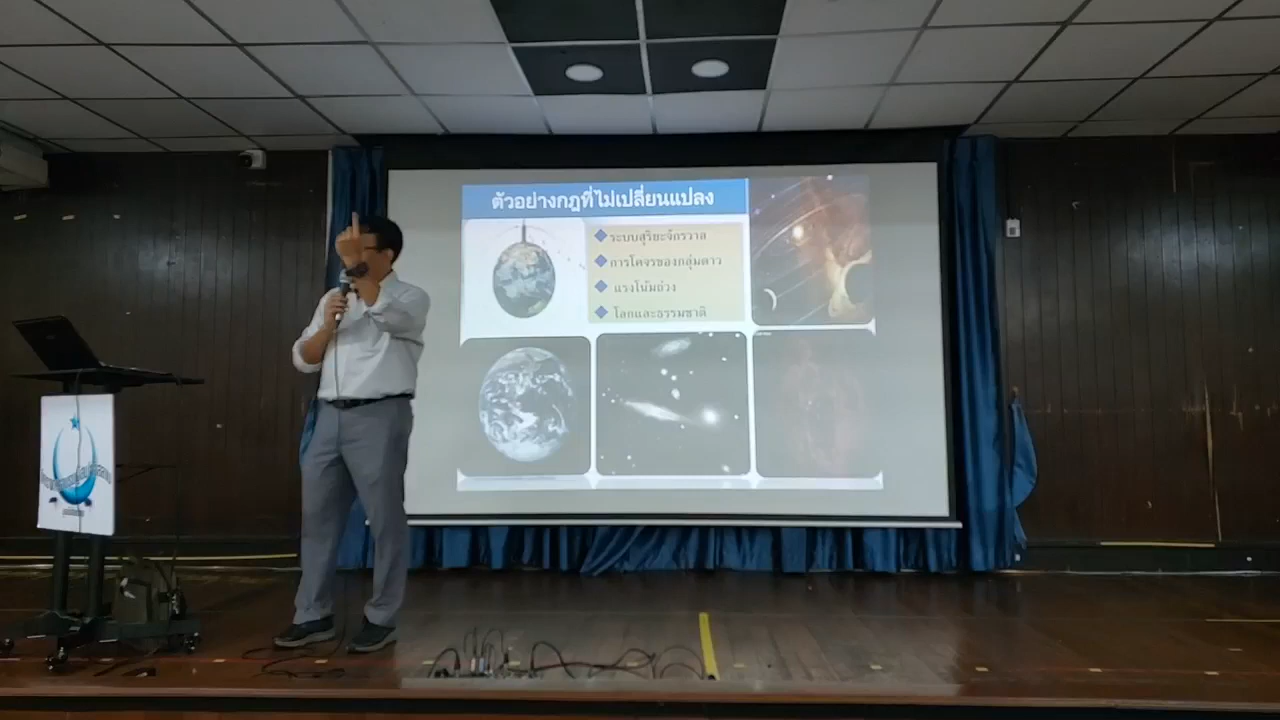 ตัวอย่างกฎที่ไม่เปลี่ยนแปลง
ระบบสุริยะจักรวาล
การโคจรของกลุ่มดาว
แรงโน้มถ่วง
โลกและธรรมชาติ